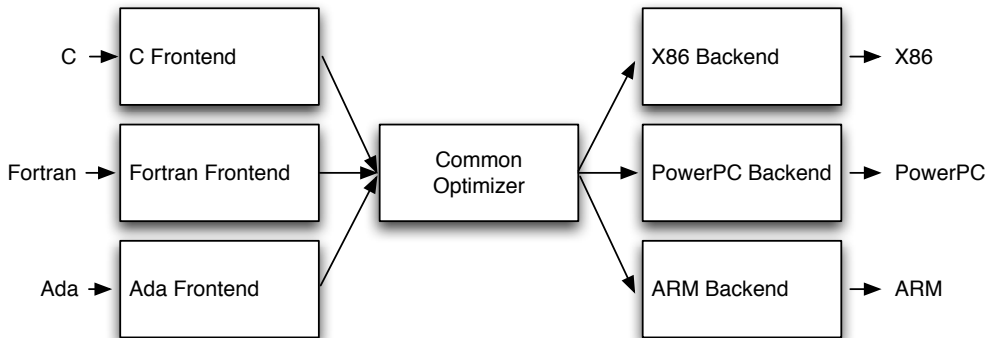 C
C Frontend
X86 Backend
X86
Fortran
Fortran Frontend
Common
Optimizer
PowerPC Backend
PowerPC
Ada
Ada Frontend
ARM Backend
ARM